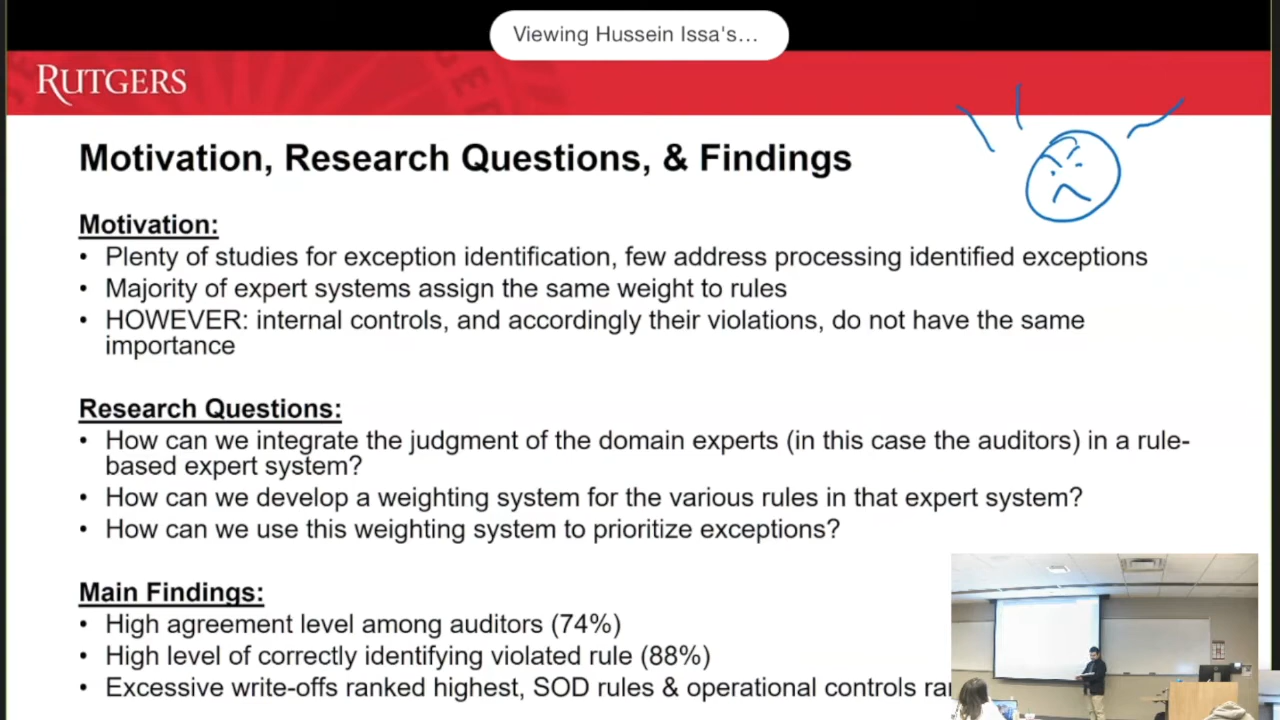 Viewing Hussein Issa's...
RUTGERS
Motivation, Research Questions, & Findings
Motivation:
• Plenty of studies for exception identification, few address processing identified exceptions
• Majority of expert systems assign the same weight to rules
• HOWEVER: internal controls, and accordingly their violations, do not have the same
importance
Research Questions:
• How can we integrate the judgment of the domain experts (in this case the auditors) in a rule-
based expert system?
• How can we develop a weighting system for the various rules in that expert system?
• How can we use this weighting system to prioritize exceptions?
Main Findings:
• High agreement level among auditors (74%)
• High level of correctly identifying violated rule (88%)
• Excessive write-offs ranked highest, SOD rules & operational controls